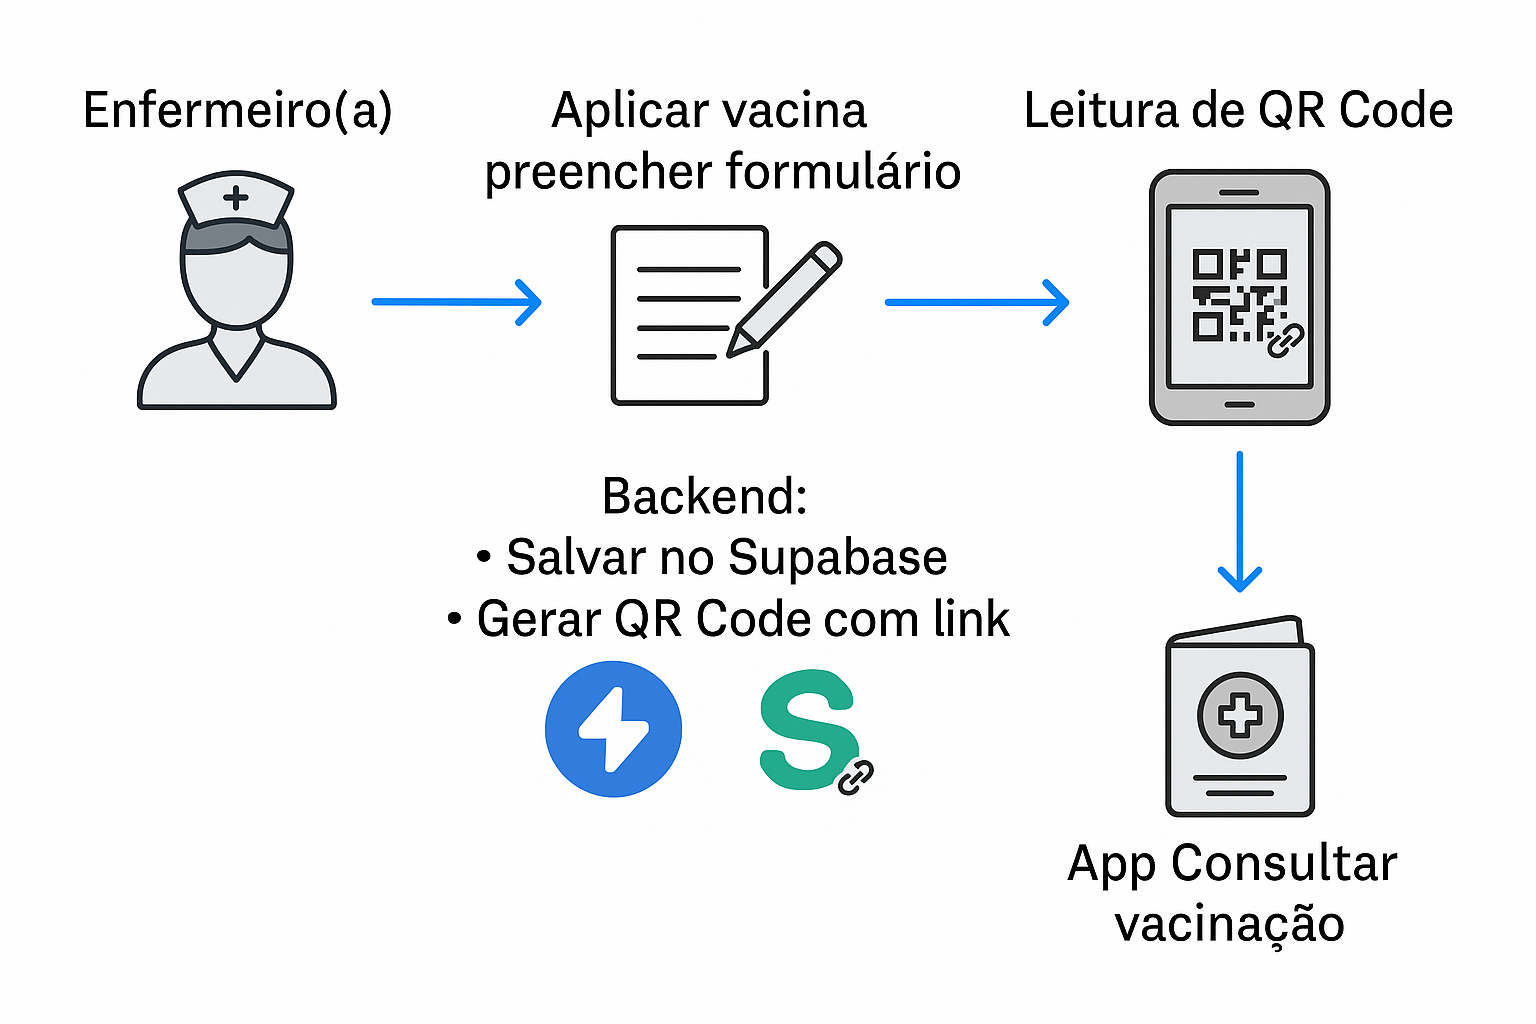 Enfermeiro(a)
Aplicar vacina
preencher formulário
Leitura de QR Code
Backend:
• Salvar no Supabase
• Gerar QR Code com link
S
App Consultar
vacinação